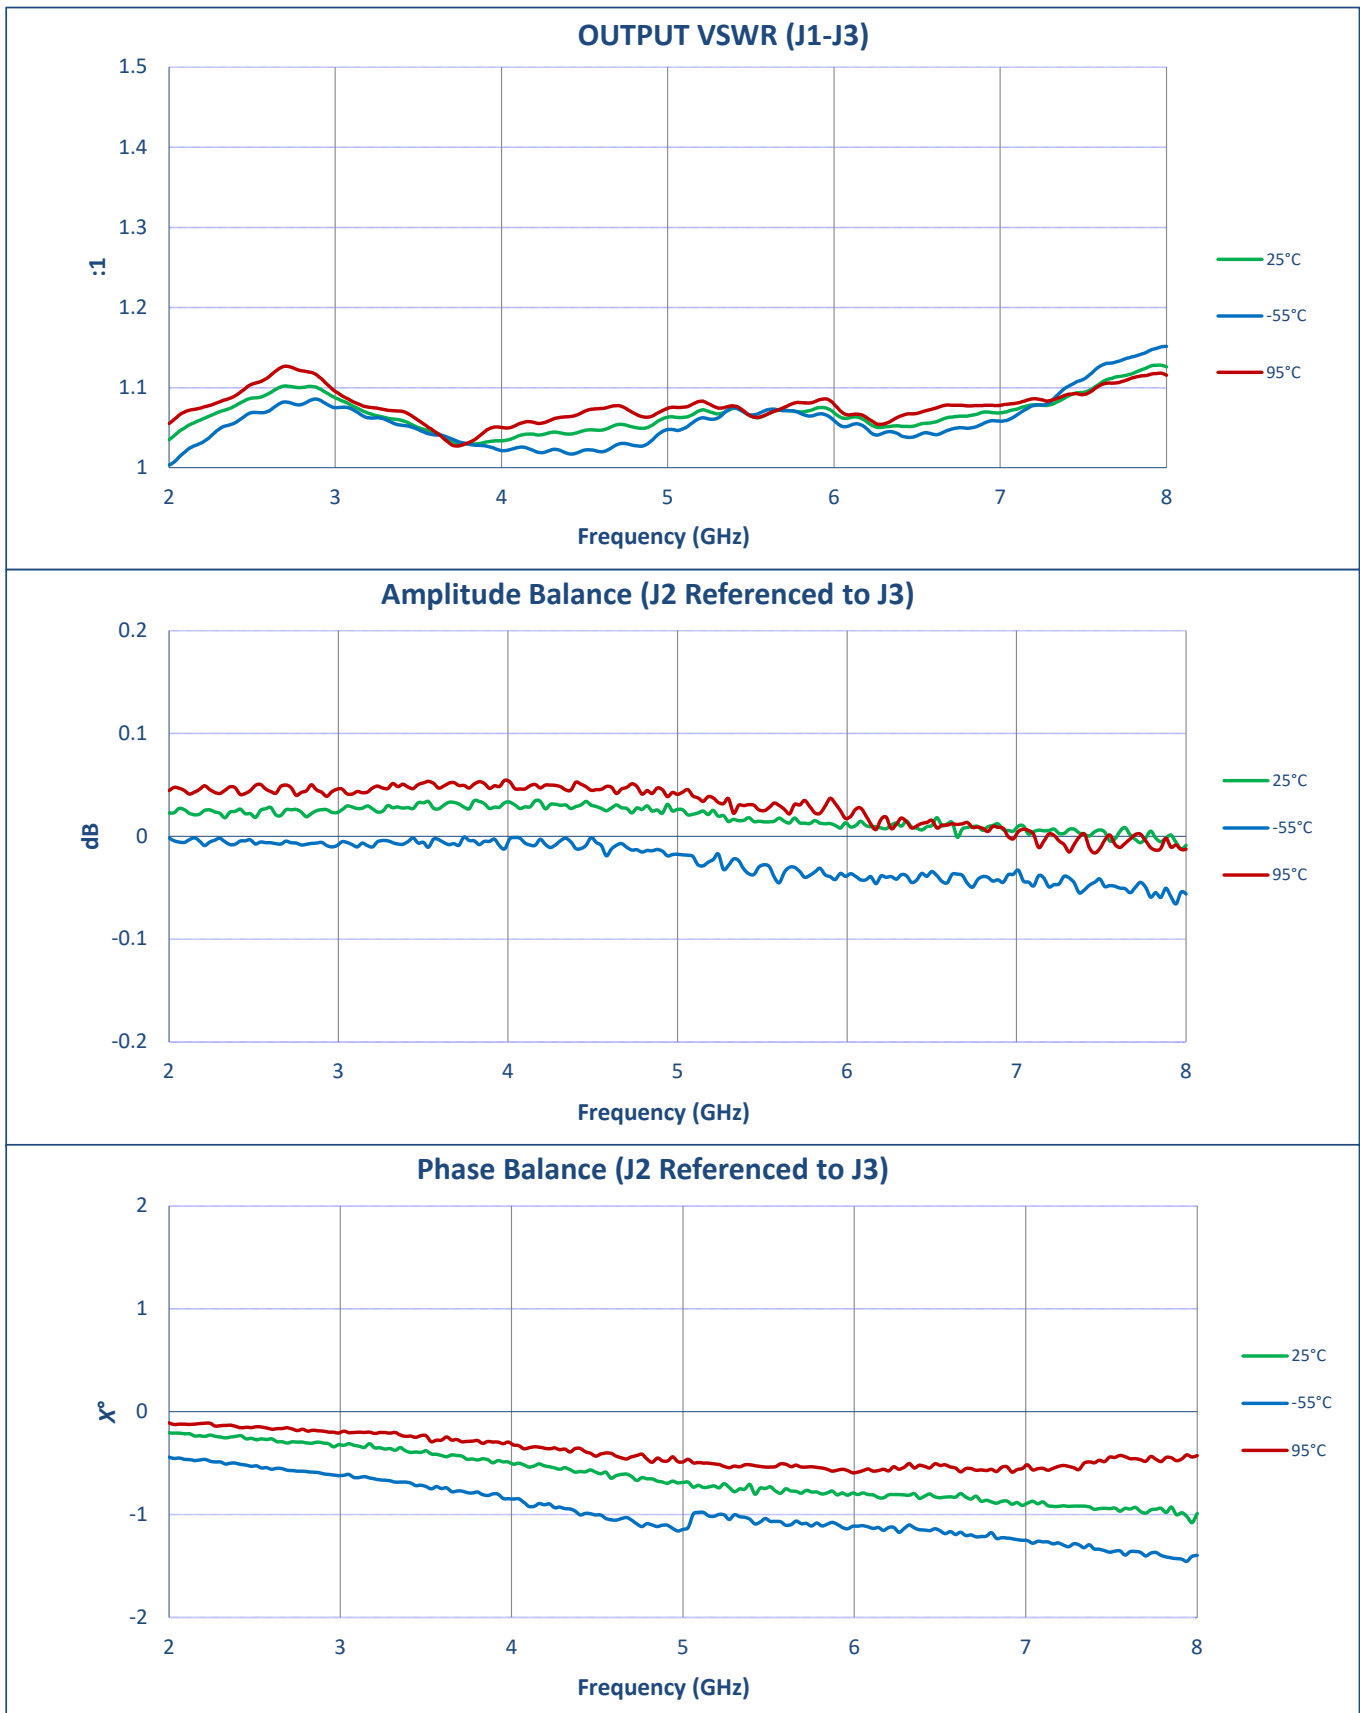 OUTPUT VSWR (J1-J3)
1.5
1.4
1.3
1.2
1.1
1
:1
2 3 4 5 6 7 8
Frequency (GHz)
25°C
-55°C
95°C
Amplitude Balance (J2 Referenced to J3)
0.2
0.1
0
-0.1
-0.2
dB
2 3 4 5 6 7 8
Frequency (GHz)
25°C
-55°C
95°C
Phase Balance (J2 Referenced to J3)
2
1
0
-1
-2
X°
2 3 4 5 6 7 8
Frequency (GHz)
25°C
-55°C
95°C